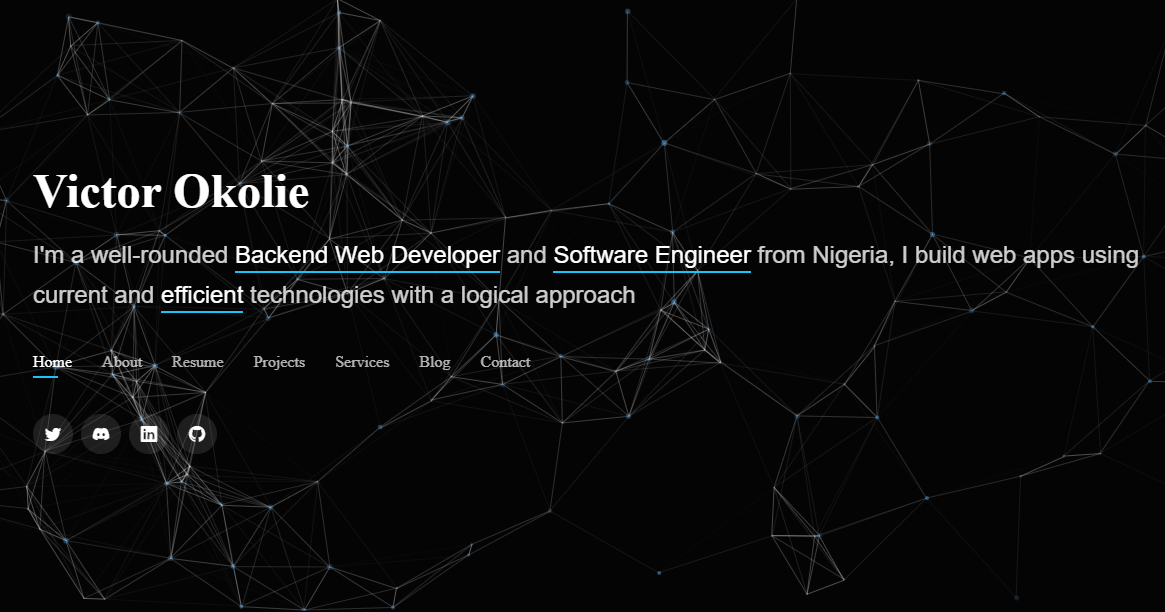 Victor Okolie
I'm a well-rounded Backend Web Developer and Software Engineer from Nigeria, I build web apps using
current and efficient technologies with a logical approach
Home About Resume Projects Services Blog Contact